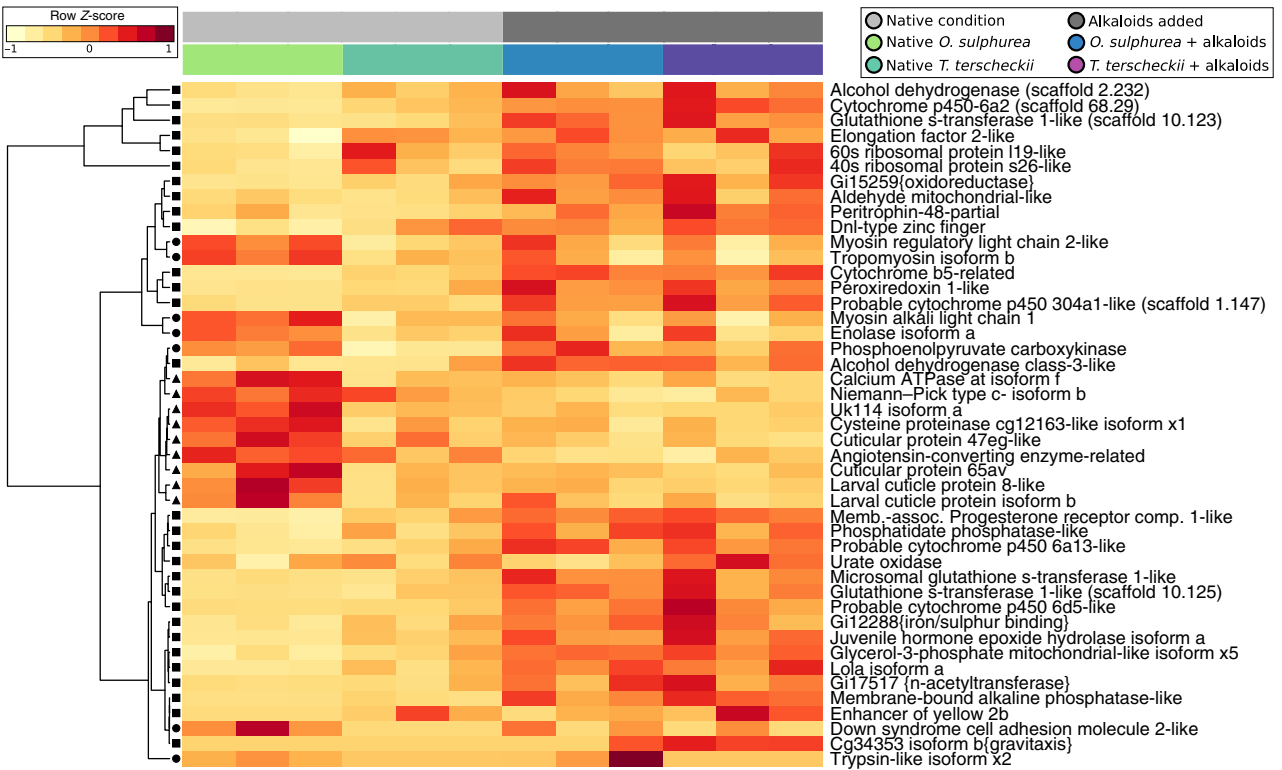 Row Z-score
−1 0 1
Native condition
Alkaloids added
Native O. sulphurea
O. sulphurea + alkaloids
Native T. terscheckii
T. terscheckii + alkaloids
Alcohol dehydrogenase (scaffold 2.232)
Cytochrome p450-6a2 (scaffold 68.29)
Glutathione s-transferase 1-like (scaffold 10.123)
Elongation factor 2-like
60s ribosomal protein l19-like
40s ribosomal protein s26-like
Gi15259{oxidoreductase}
Aldehyde mitochondrial-like
Peritrophin-48-partial
Dnl-type zinc finger
Myosin regulatory light chain 2-like
Tropomyosin isoform b
Cytochrome b5-related
Peroxiredoxin 1-like
Probable cytochrome p450 304a1-like (scaffold 1.147)
Myosin alkali light chain 1
Enolase isoform a
Phosphoenolpyruvate carboxykinase
Alcohol dehydrogenase class-3-like
Calcium ATPase at isoform f
Niemann–Pick type c- isoform b
Uk114 isoform a
Cysteine proteinase cg12163-like isoform x1
Cuticular protein 47eg-like
Angiotensin-converting enzyme-related
Cuticular protein 65av
Larval cuticle protein 8-like
Larval cuticle protein isoform b
Memb.-assoc. Progesterone receptor comp. 1-like
Phosphatidate phosphatase-like
Probable cytochrome p450 6a13-like
Urate oxidase
Microsomal glutathione s-transferase 1-like
Glutathione s-transferase 1-like (scaffold 10.125)
Probable cytochrome p450 6d5-like
Gi12288{iron/sulphur binding}
Juvenile hormone epoxide hydrolase isoform a
Glycerol-3-phosphate mitochondrial-like isoform x5
Lola isoform a
Gi17517 {n-acetyltransferase}
Membrane-bound alkaline phosphatase-like
Enhancer of yellow 2b
Down syndrome cell adhesion molecule 2-like
Cg34353 isoform b{gravitaxis}
Trypsin-like isoform x2